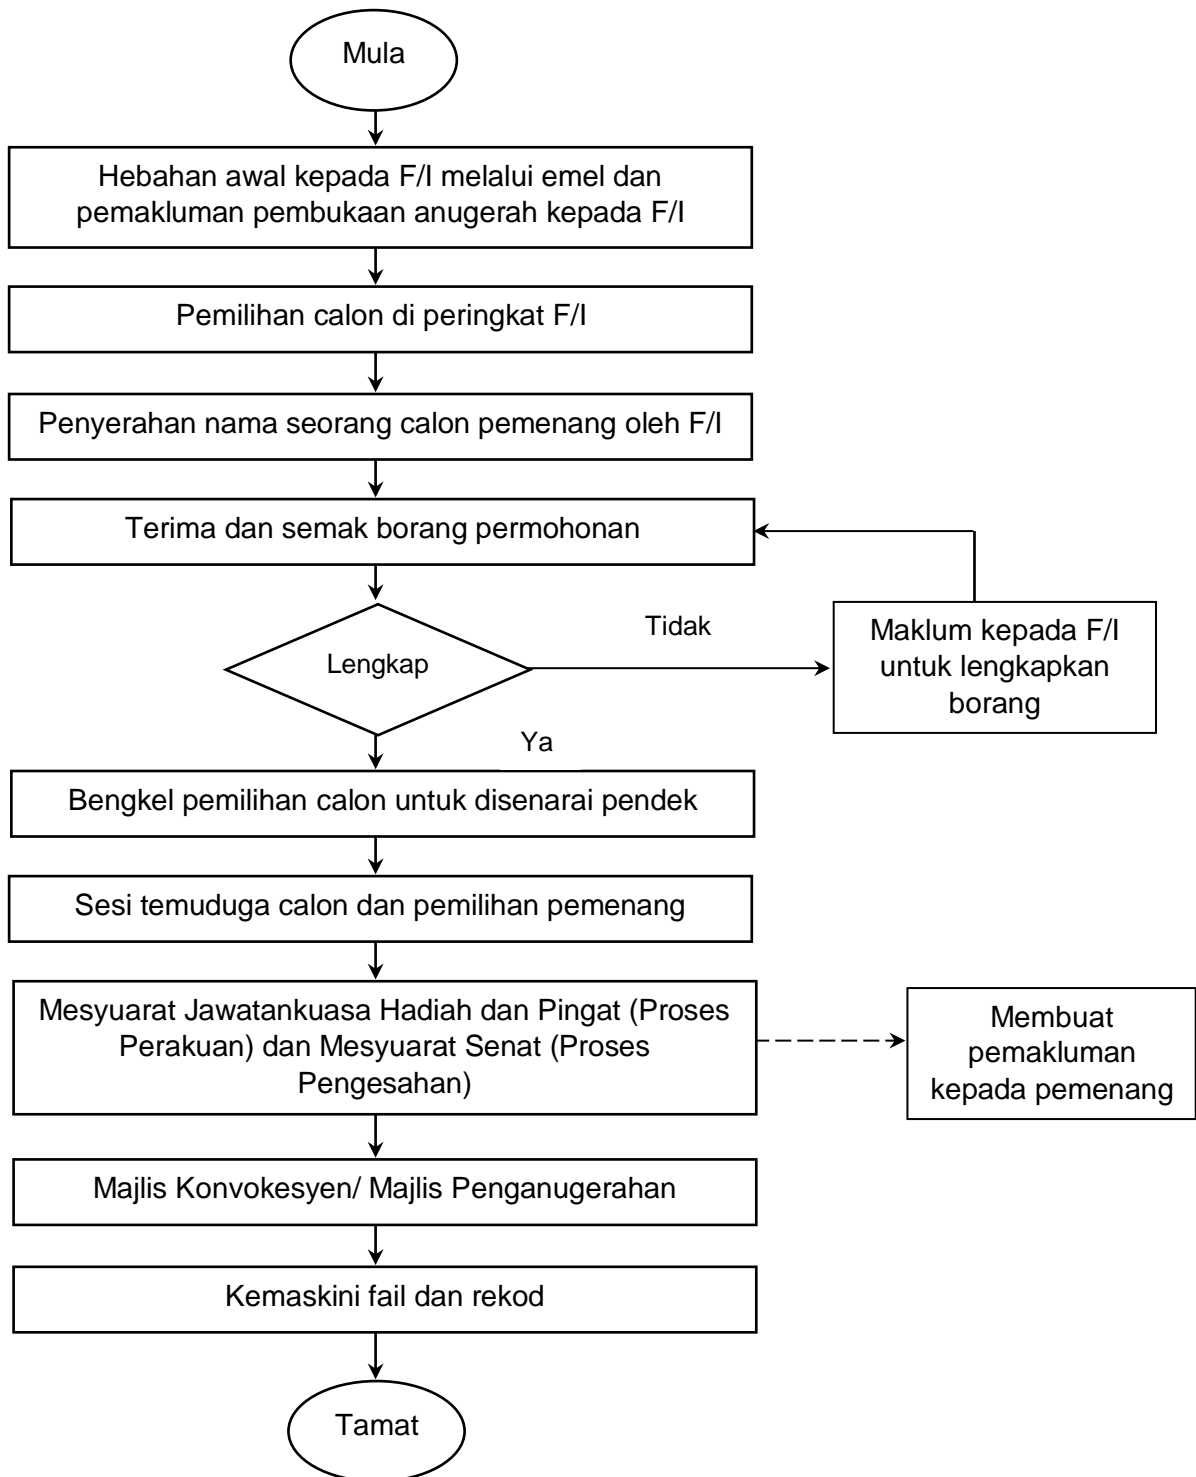 Mula
Hebahan awal kepada F/I melalui emel dan
pemakluman pembukaan anugerah kepada F/I
Pemilihan calon di peringkat F/I
Penyerahan nama seorang calon pemenang oleh F/I
Terima dan semak borang permohonan
Lengkap
Tidak
Maklum kepada F/I
untuk lengkapkan
borang
Ya
Bengkel pemilihan calon untuk disenarai pendek
Sesi temuduga calon dan pemilihan pemenang
Mesyuarat Jawatankuasa Hadiah dan Pingat (Proses
Perakuan) dan Mesyuarat Senat (Proses
Pengesahan)
Membuat
pemakluman
kepada pemenang
Majlis Konvokesyen/ Majlis Penganugerahan
Kemaskini fail dan rekod
Tamat